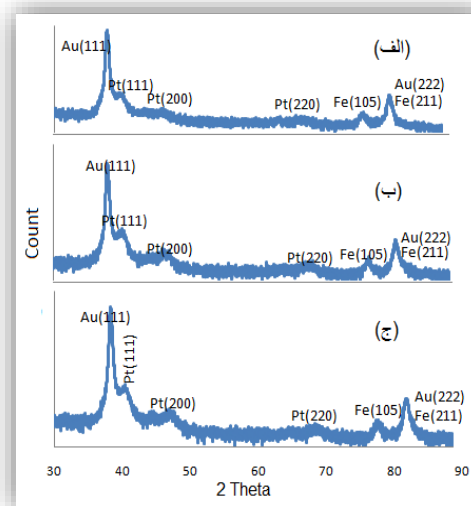 (الف)
Au(111)
Pt(111)
Pt(200)
Pt(220)
Fe(105)
Au(222)
Fe(211)
(ب)
Au(111)
Pt(111)
Pt(200)
Pt(220)
Fe(105)
Au(222)
Fe(211)
(ج)
Au(111)
Pt(111)
Pt(200)
Pt(220)
Fe(105)
Au(222)
Fe(211)
Count
30 40 50 60 70 80 90
2 Theta